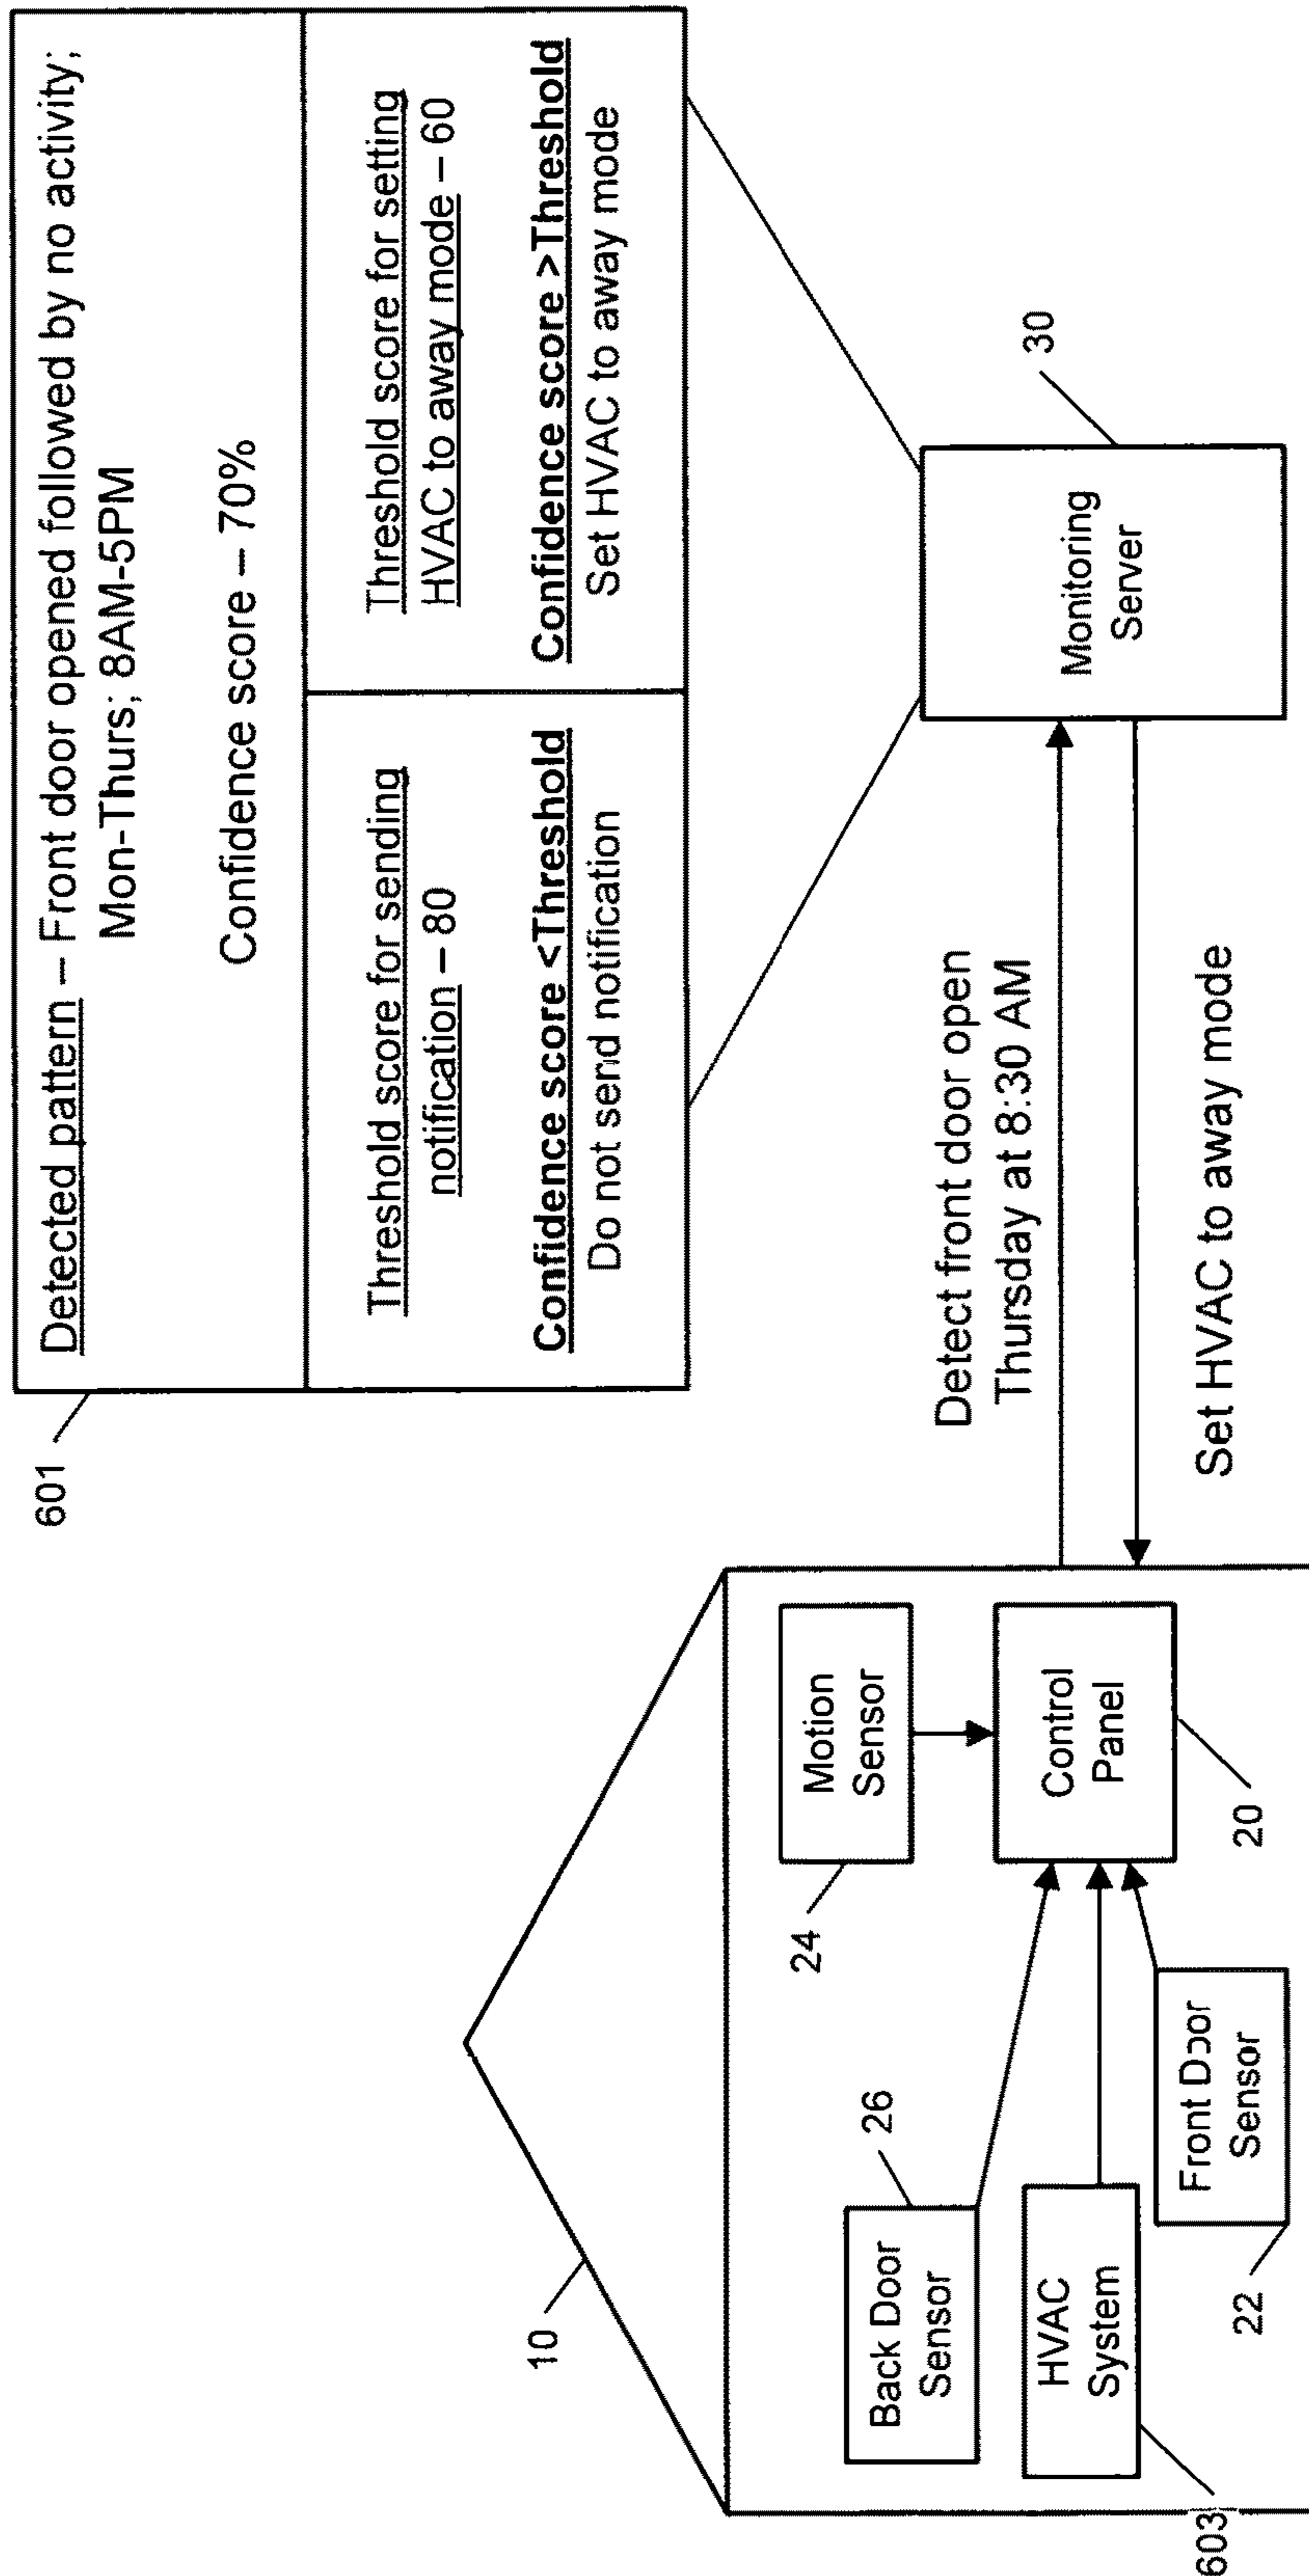 601
Detected pattern – Front door opened followed by no activity;
Mon-Thurs; 8AM-5PM
Confidence score – 70%
Threshold score for sending
notification – 80
Confidence score <Threshold
Do not send notification
Threshold score for setting
HVAC to away mode – 60
Confidence score >Threshold
Set HVAC to away mode
30
Monitoring
Server
Detect front door open
Thursday at 8:30 AM
Set HVAC to away mode
10
Motion
Sensor
24
Control
Panel
20
Back Door
Sensor
26
HVAC
System
603
Front Door
Sensor
22